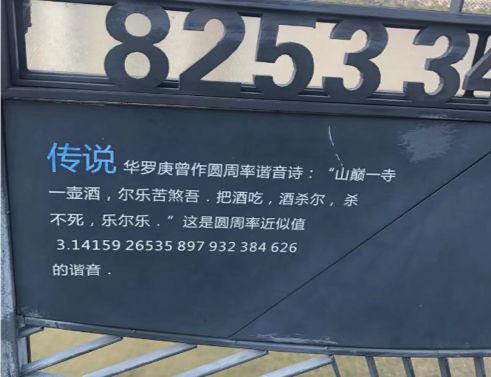 8253 34
传说 华罗庚曾作圆周率谐音诗：“山巅一寺
一壶酒，尔乐苦煞吾．把酒吃，酒杀尔，杀
不死，乐尔乐．”这是圆周率近似值
3.14159 26535 897 932 384 626
的谐音．